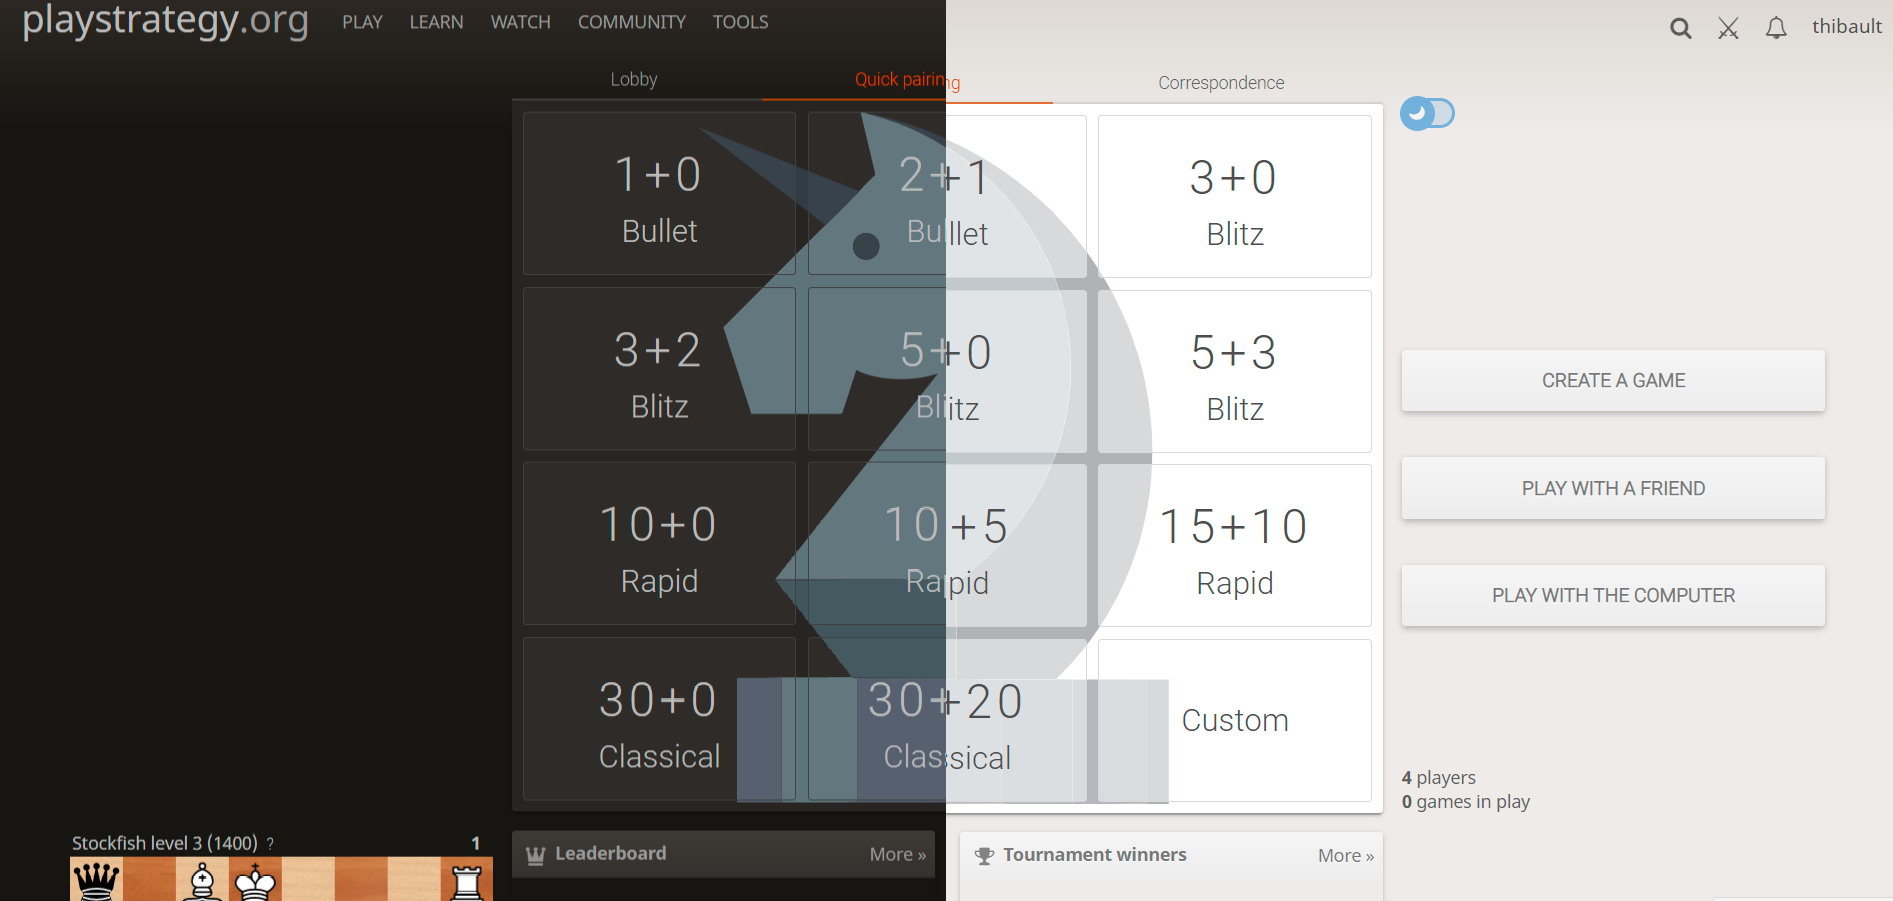 playstrategy.org PLAY LEARN WATCH COMMUNITY TOOLS thibault
Lobby Quick pairing Correspondence
1+0
Bullet
2+1
Bullet
3+0
Blitz
3+2
Blitz
5+0
Blitz
5+3
Blitz
10+0
Rapid
10+5
Rapid
15+10
Rapid
30+0
Classical
30+20
Classical
Custom
CREATE A GAME
PLAY WITH A FRIEND
PLAY WITH THE COMPUTER
4 players
0 games in play
Stockfish level 3 (1400) ? 1
Leaderboard More »
Tournament winners More »